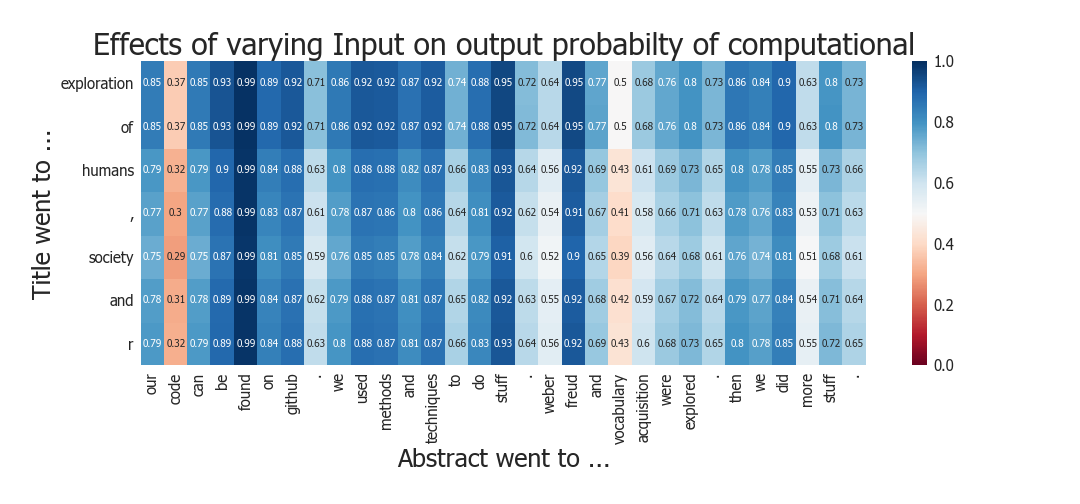 Effects of varying Input on output probabilty of computational
Title went to ...
exploration 0.85 0.37 0.85 0.93 0.99 0.89 0.92 0.71 0.86 0.92 0.92 0.87 0.92 0.74 0.88 0.95 0.72 0.64 0.95 0.77 0.5 0.68 0.76 0.8 0.73 0.86 0.84 0.9 0.63 0.8 0.73
of 0.85 0.37 0.85 0.93 0.99 0.89 0.92 0.71 0.86 0.92 0.92 0.87 0.92 0.74 0.88 0.95 0.72 0.64 0.95 0.77 0.5 0.68 0.76 0.8 0.73 0.86 0.84 0.9 0.63 0.8 0.73
humans 0.79 0.32 0.79 0.9 0.99 0.84 0.88 0.63 0.8 0.88 0.88 0.82 0.87 0.66 0.83 0.93 0.64 0.56 0.92 0.69 0.43 0.61 0.69 0.73 0.65 0.8 0.78 0.85 0.55 0.73 0.66
, 0.77 0.3 0.77 0.88 0.99 0.83 0.87 0.61 0.78 0.87 0.86 0.8 0.86 0.64 0.81 0.92 0.62 0.54 0.91 0.67 0.41 0.58 0.66 0.71 0.63 0.78 0.76 0.83 0.53 0.71 0.63
society 0.75 0.29 0.75 0.87 0.99 0.81 0.85 0.59 0.76 0.85 0.85 0.78 0.84 0.62 0.79 0.91 0.6 0.52 0.9 0.65 0.39 0.56 0.64 0.68 0.61 0.76 0.74 0.81 0.51 0.68 0.61
and 0.78 0.31 0.78 0.89 0.99 0.84 0.87 0.62 0.79 0.88 0.87 0.81 0.87 0.65 0.82 0.92 0.63 0.55 0.92 0.68 0.42 0.59 0.67 0.72 0.64 0.79 0.77 0.84 0.54 0.71 0.64
r 0.79 0.32 0.79 0.89 0.99 0.84 0.88 0.63 0.8 0.88 0.87 0.81 0.87 0.66 0.83 0.93 0.64 0.56 0.92 0.69 0.43 0.6 0.68 0.73 0.65 0.8 0.78 0.85 0.55 0.72 0.65
our code can be found on github . we used methods and techniques to do stuff . weber freud and vocabulary acquisition were explored . then we did more stuff .
Abstract went to ...
1.0
0.8
0.6
0.4
0.2
0.0